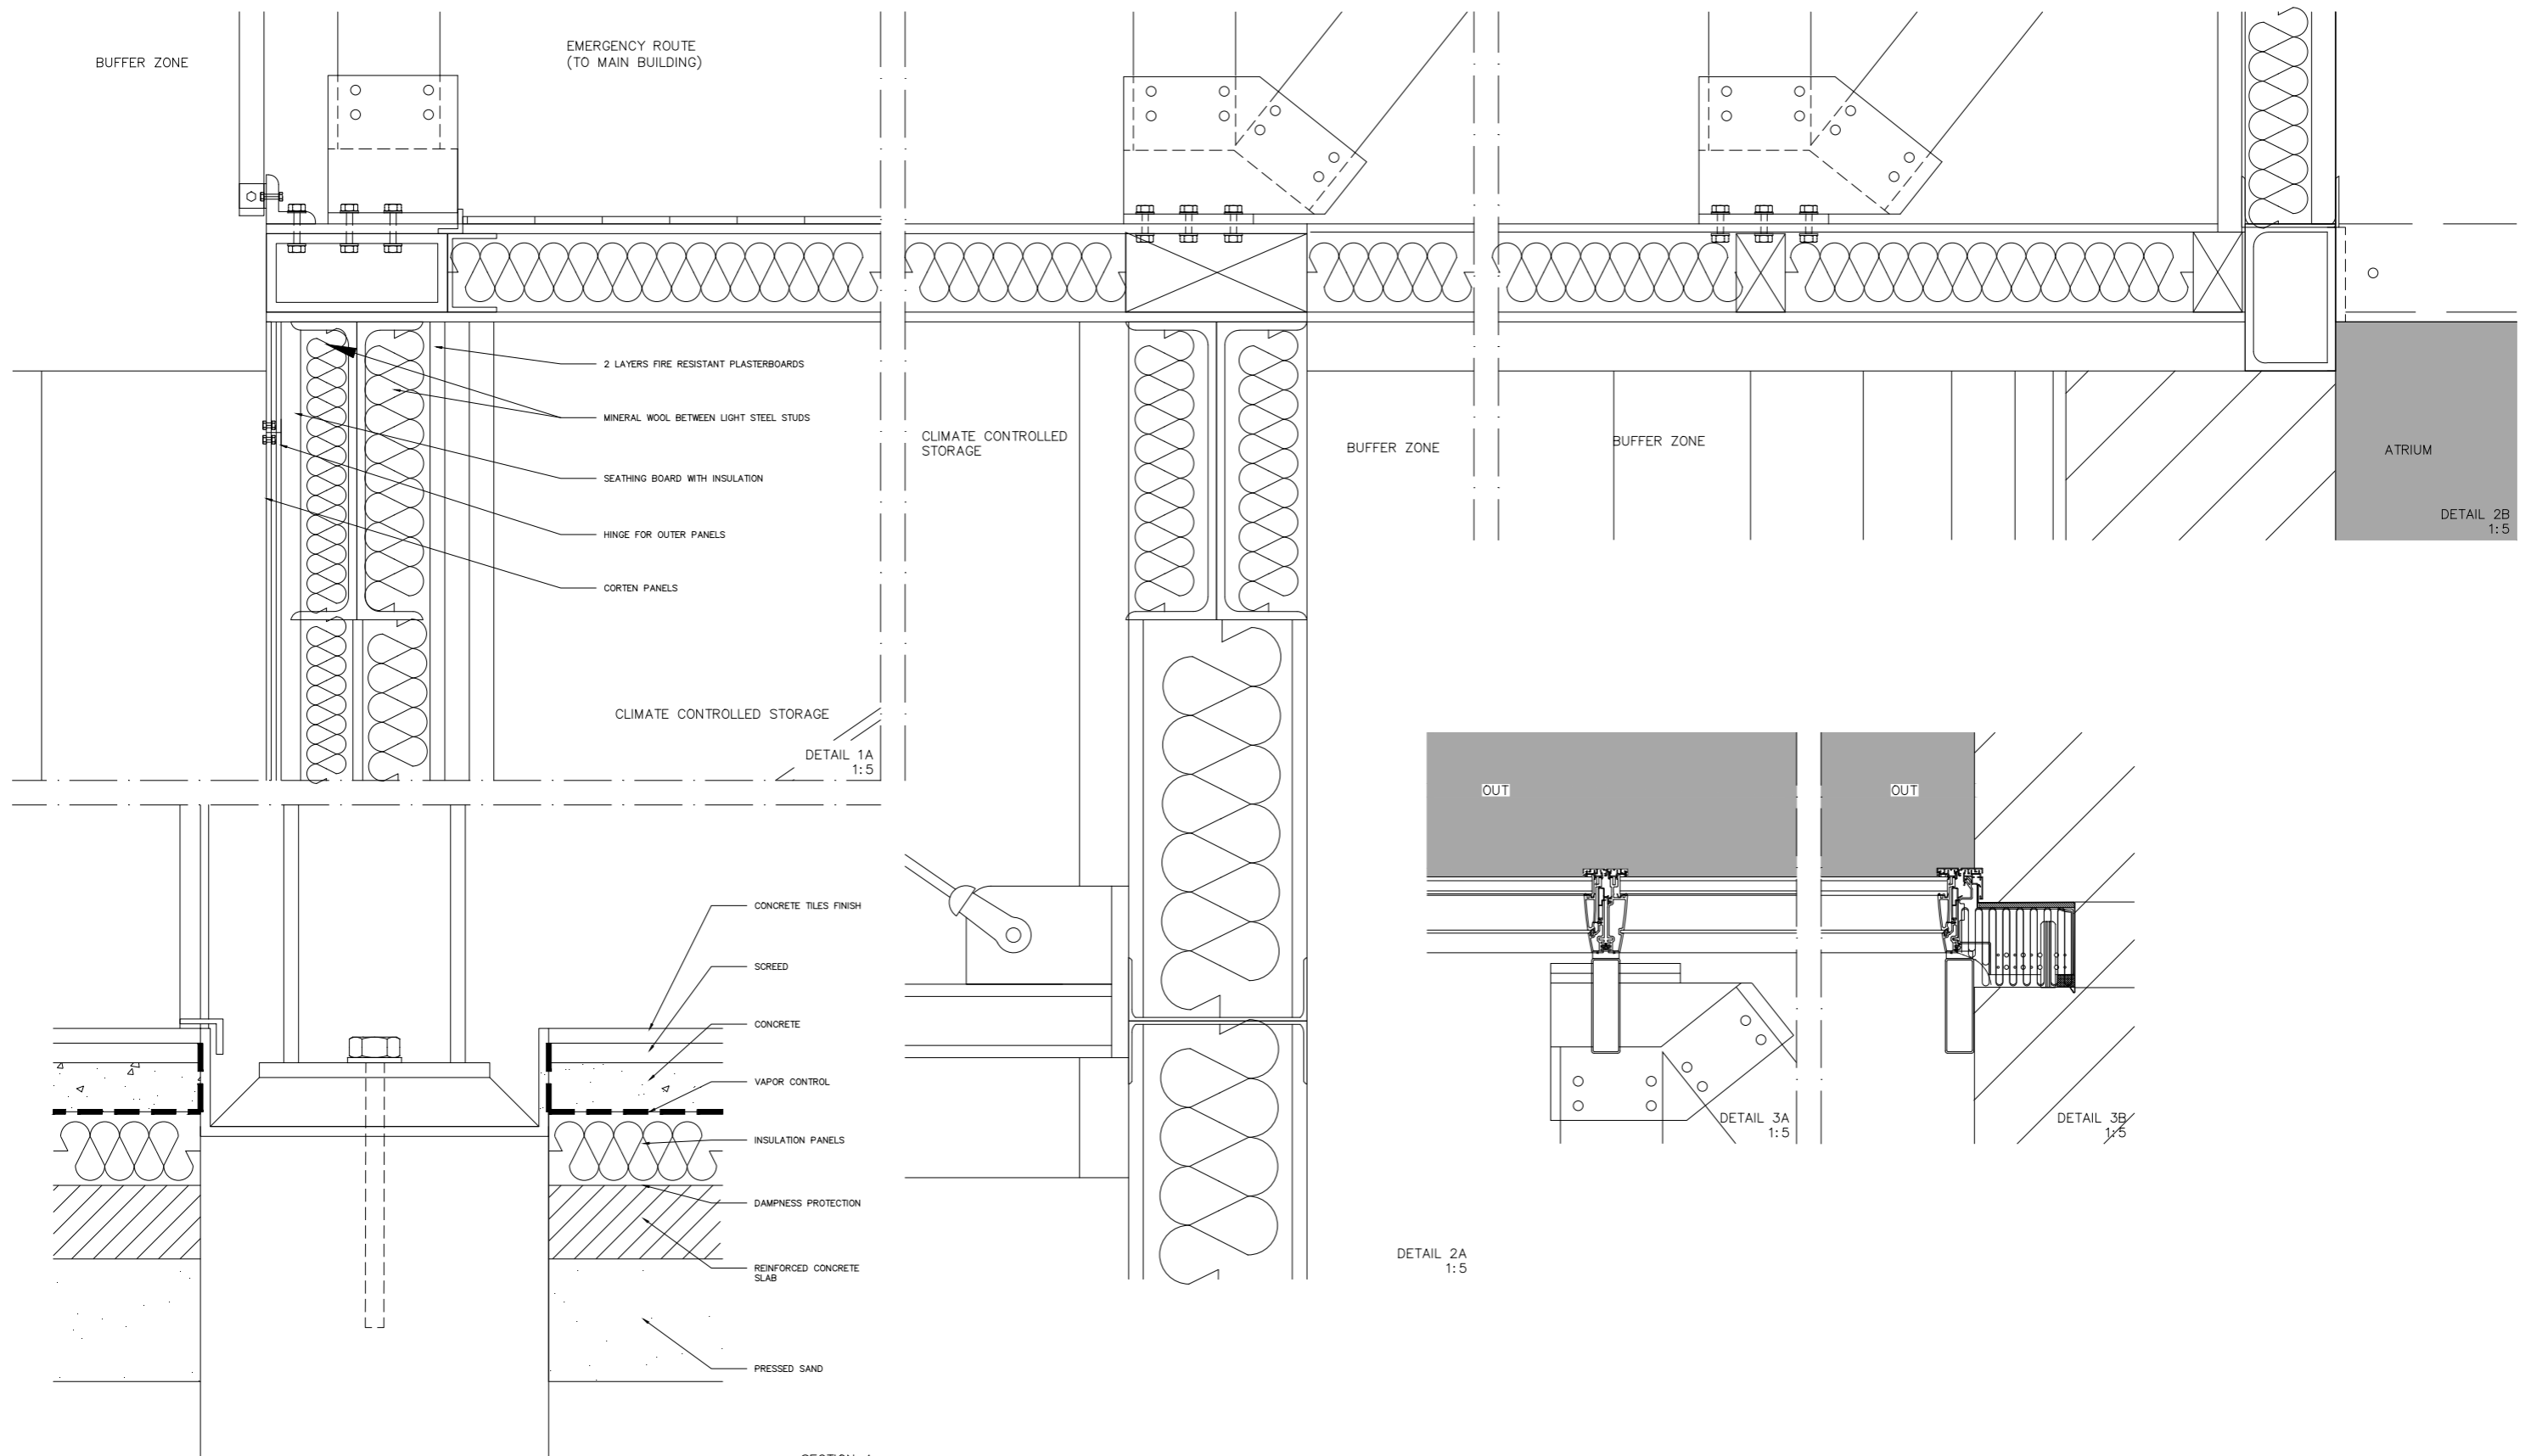 BUFFER ZONE
EMERGENCY ROUTE
(TO MAIN BUILDING)
2 LAYERS FIRE RESISTANT PLASTERBOARDS
MINERAL WOOL BETWEEN LIGHT STEEL STUDS
SEATHING BOARD WITH INSULATION
HINGE FOR OUTER PANELS
CORTEN PANELS
CLIMATE CONTROLLED STORAGE
DETAIL 1A
1:5
CLIMATE CONTROLLED
STORAGE
BUFFER ZONE
BUFFER ZONE
ATRIUM
DETAIL 2B
1:5
OUT
OUT
DETAIL 3A
1:5
DETAIL 3B
1:5
DETAIL 2A
1:5
CONCRETE TILES FINISH
SCREED
CONCRETE
VAPOR CONTROL
INSULATION PANELS
DAMPNESS PROTECTION
REINFORCED CONCRETE
SLAB
PRESSED SAND